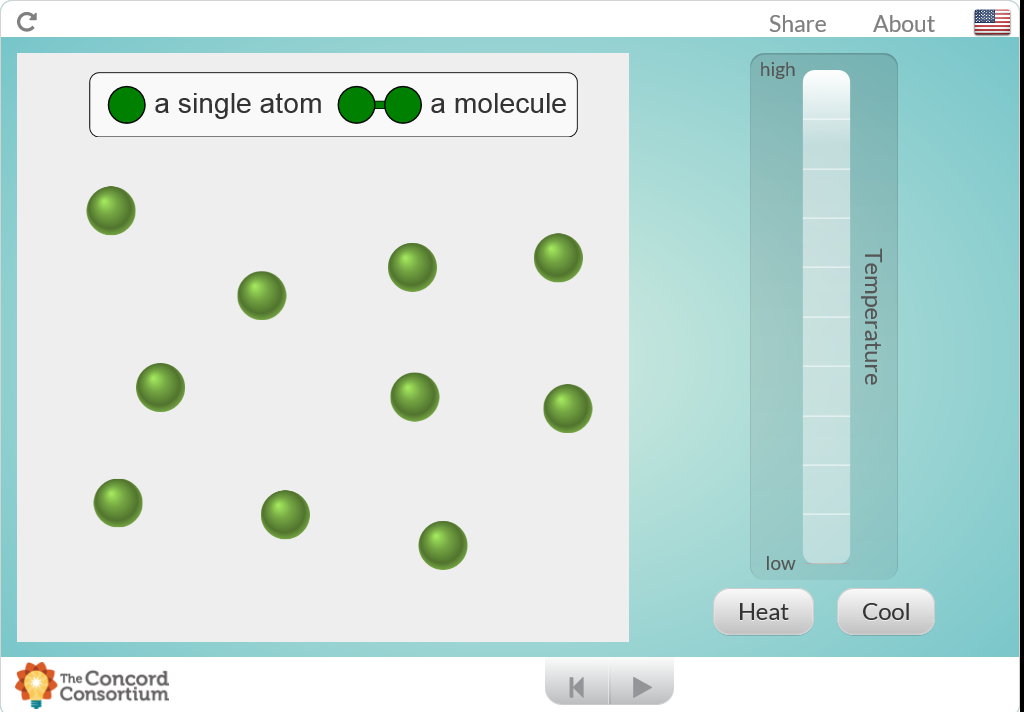 Share About
a single atom a molecule
high
Temperature
low
Heat Cool
The Concord
Consortium